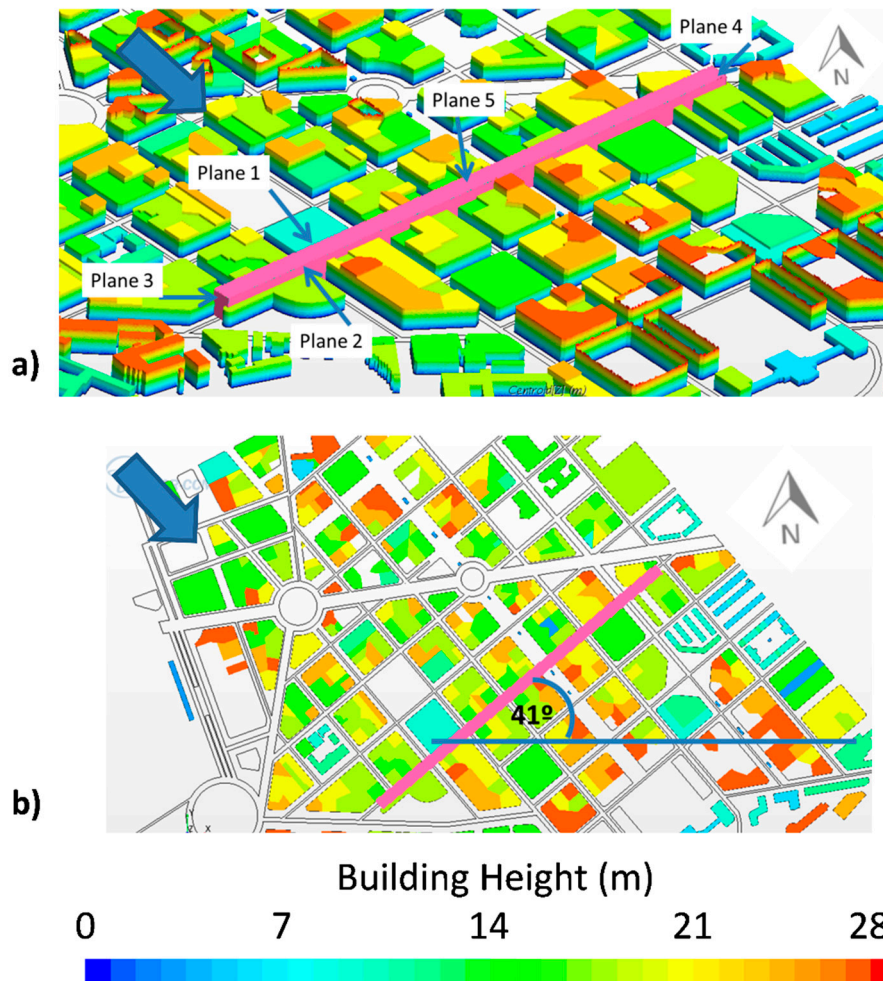 Plane 4
N
Plane 5
Plane 1
Plane 3
Plane 2
a)
N
41º
b)
x
Building Height (m)
0 7 14 21 28